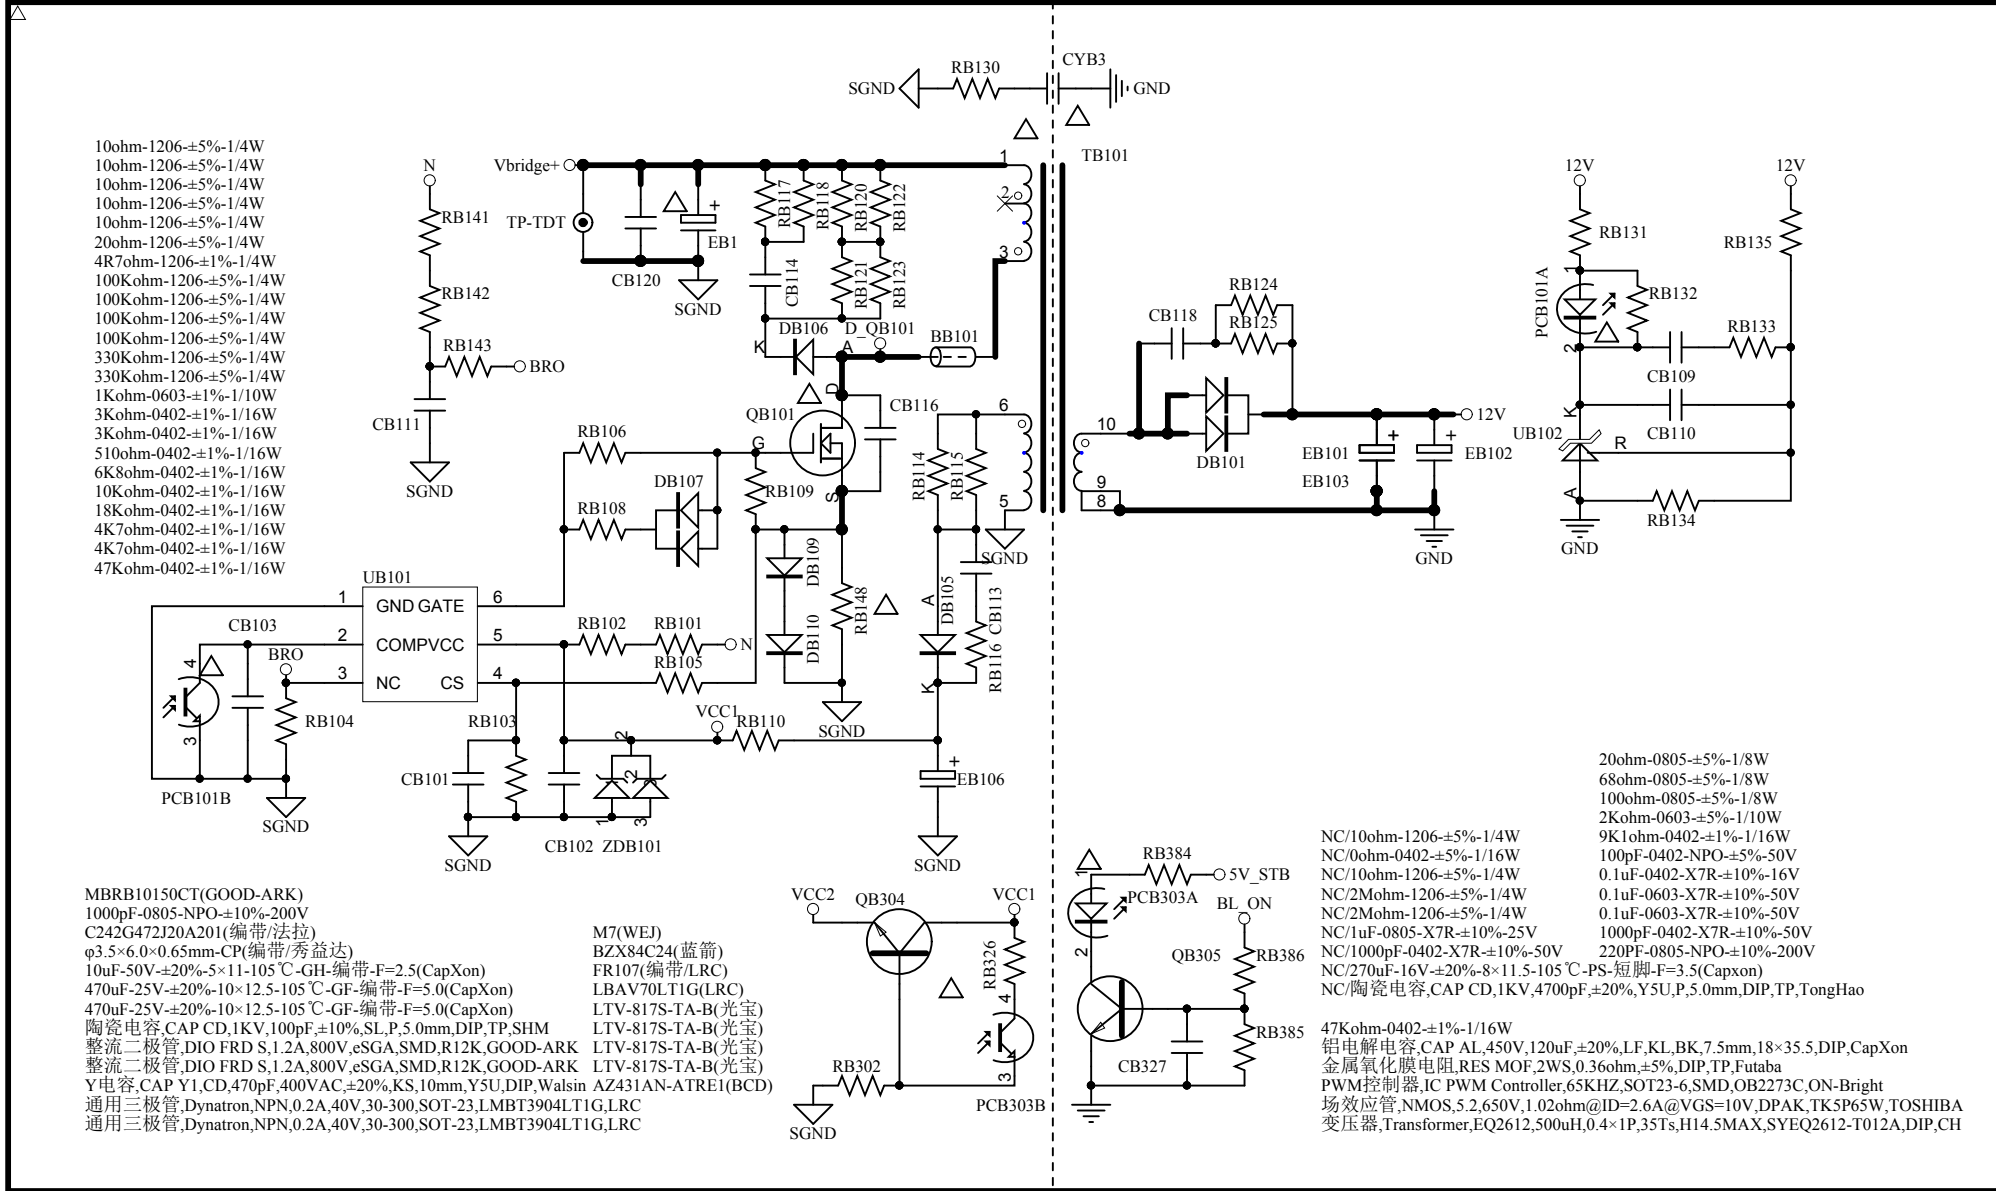 SGND
RB130
CYB3
GND
10ohm-1206-±5%-1/4W
10ohm-1206-±5%-1/4W
10ohm-1206-±5%-1/4W
10ohm-1206-±5%-1/4W
10ohm-1206-±5%-1/4W
20ohm-1206-±5%-1/4W
4R7ohm-1206-±1%-1/4W
100Kohm-1206-±5%-1/4W
100Kohm-1206-±5%-1/4W
100Kohm-1206-±5%-1/4W
100Kohm-1206-±5%-1/4W
330Kohm-1206-±5%-1/4W
330Kohm-1206-±5%-1/4W
1Kohm-0603-±1%-1/10W
3Kohm-0402-±1%-1/16W
3Kohm-0402-±1%-1/16W
510ohm-0402-±1%-1/16W
6K8ohm-0402-±1%-1/16W
10Kohm-0402-±1%-1/16W
18Kohm-0402-±1%-1/16W
4K7ohm-0402-±1%-1/16W
4K7ohm-0402-±1%-1/16W
47Kohm-0402-±1%-1/16W
N
RB141
RB142
RB143
BRO
CB111
SGND
Vbridge+
TP-TDT
CB120
EB1
+
SGND
RB117
RB118
RB120
RB122
CB114
RB121
RB123
DB106
K
A
D_QB101
BB101
1
2
3
TB101
QB101
D
G
S
CB116
RB106
DB107
RB108
RB109
RB114
RB115
6
5
SGND
DB109
DB110
RB148
SGND
A
DB105
K
CB113
RB116
UB101
1
2
3
GND
GATE
COMP
VCC
NC
CS
6
5
4
RB102
RB101
N
RB105
CB103
BRO
4
3
RB104
PCB101B
SGND
RB103
CB101
SGND
VCC1
RB110
2
2
1
3
CB102
ZDB101
+
EB106
SGND
CB118
RB124
RB125
10
9
8
DB101
12V
+
EB101
EB103
+
EB102
GND
12V
RB131
PCB101A
1
2
RB132
12V
RB135
RB133
CB109
CB110
K
UB102
R
A
RB134
GND
MBRB10150CT(GOOD-ARK)
1000pF-0805-NPO-±10%-200V
C242G472J20A201(编带/法拉)
φ3.5×6.0×0.65mm-CP(编带/秀益达)
10uF-50V-±20%-5×11-105℃-GH-编带-F=2.5(CapXon)
470uF-25V-±20%-10×12.5-105℃-GF-编带-F=5.0(CapXon)
470uF-25V-±20%-10×12.5-105℃-GF-编带-F=5.0(CapXon)
陶瓷电容,CAP CD,1KV,100pF,±10%,SL,P,5.0mm,DIP,TP,SHM
整流二极管,DIO FRD S,1.2A,800V,eSGA,SMD,R12K,GOOD-ARK
整流二极管,DIO FRD S,1.2A,800V,eSGA,SMD,R12K,GOOD-ARK
Y电容,CAP Y1,CD,470pF,400VAC,±20%,KS,10mm,Y5U,DIP,Walsin
通用三极管,Dynatron,NPN,0.2A,40V,30-300,SOT-23,LMBT3904LT1G,LRC
通用三极管,Dynatron,NPN,0.2A,40V,30-300,SOT-23,LMBT3904LT1G,LRC
M7(WEJ)
BZX84C24(蓝箭)
FR107(编带/LRC)
LBAV70LT1G(LRC)
LTV-817S-TA-B(光宝)
LTV-817S-TA-B(光宝)
LTV-817S-TA-B(光宝)
LTV-817S-TA-B(光宝)
AZ431AN-ATRE1(BCD)
VCC2
QB304
VCC1
RB326
RB302
SGND
4
3
PCB303B
1
2
RB384
5V_STB
PCB303A
BL_ON
QB305
RB386
RB385
CB327
20ohm-0805-±5%-1/8W
68ohm-0805-±5%-1/8W
100ohm-0805-±5%-1/8W
2Kohm-0603-±5%-1/10W
9K1ohm-0402-±1%-1/16W
100pF-0402-NPO-±5%-50V
0.1uF-0402-X7R-±10%-16V
0.1uF-0603-X7R-±10%-50V
0.1uF-0603-X7R-±10%-50V
1000pF-0402-X7R-±10%-50V
220PF-0805-NPO-±10%-200V
NC/10ohm-1206-±5%-1/4W
NC/0ohm-0402-±5%-1/16W
NC/10ohm-1206-±5%-1/4W
NC/2Mohm-1206-±5%-1/4W
NC/2Mohm-1206-±5%-1/4W
NC/1uF-0805-X7R-±10%-25V
NC/1000pF-0402-X7R-±10%-50V
NC/270uF-16V-±20%-8×11.5-105℃-PS-短脚-F=3.5(Capxon)
NC/陶瓷电容,CAP CD,1KV,4700pF,±20%,Y5U,P,5.0mm,DIP,TP,TongHao
47Kohm-0402-±1%-1/16W
铝电解电容,CAP AL,450V,120uF,±20%,LF,KL,BK,7.5mm,18×35.5,DIP,CapXon
金属氧化膜电阻,RES MOF,2WS,0.36ohm,±5%,DIP,TP,Futaba
PWM控制器,IC PWM Controller,65KHZ,SOT23-6,SMD,OB2273C,ON-Bright
场效应管,NMOS,5.2,650V,1.02ohm@ID=2.6A@VGS=10V,DPAK,TK5P65W,TOSHIBA
变压器,Transformer,EQ2612,500uH,0.4×1P,35Ts,H14.5MAX,SYEQ2612-T012A,DIP,CH